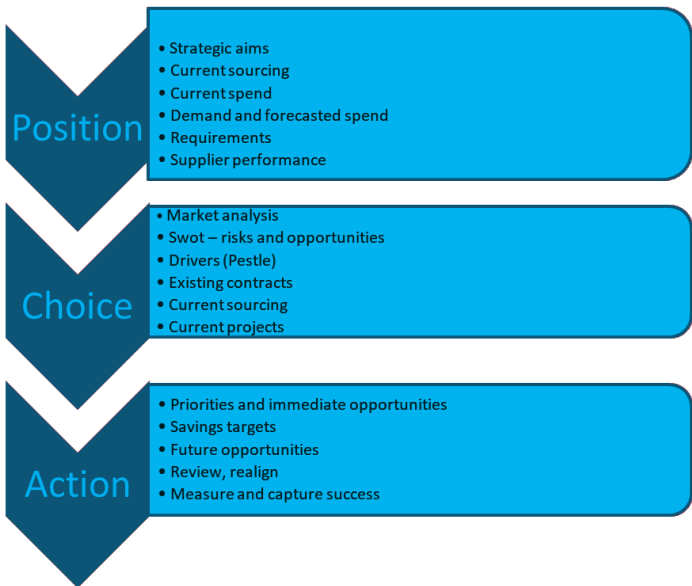 Position
• Strategic aims
• Current sourcing
• Current spend
• Demand and forecasted spend
• Requirements
• Supplier performance
Choice
• Market analysis
• Swot – risks and opportunities
• Drivers (Pestle)
• Existing contracts
• Current sourcing
• Current projects
Action
• Priorities and immediate opportunities
• Savings targets
• Future opportunities
• Review, realign
• Measure and capture success